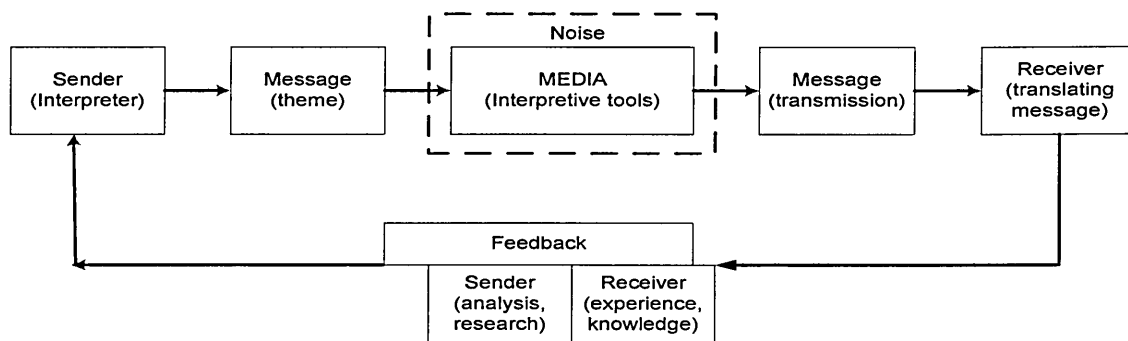 Noise
Sender
(Interpreter)
Message
(theme)
MEDIA
(Interpretive tools)
Message
(transmission)
Receiver
(translating
message)
Feedback
Sender
(analysis,
research)
Receiver
(experience,
knowledge)